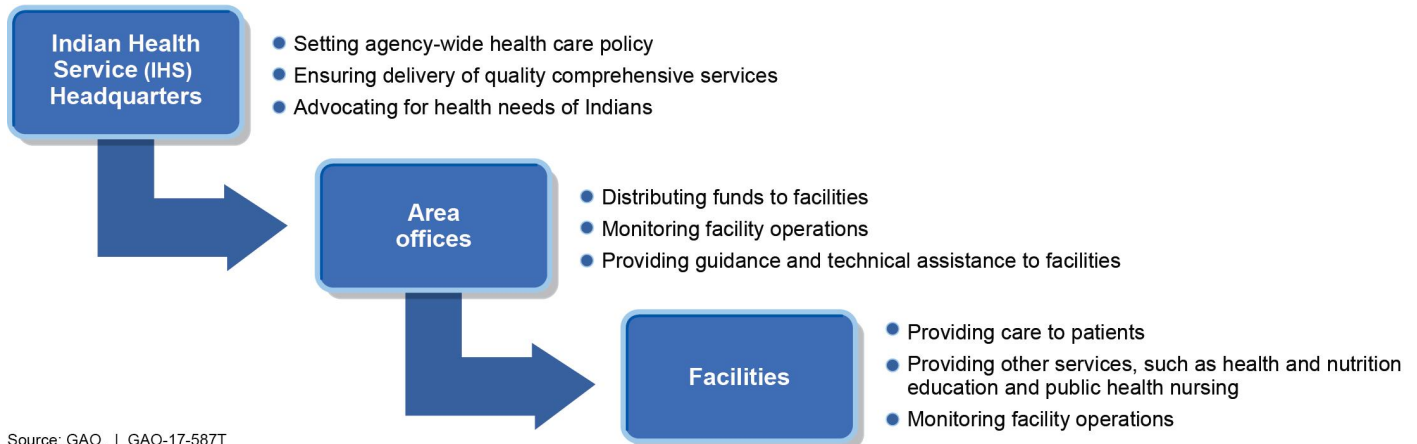 Indian Health
Service (IHS)
Headquarters
Setting agency-wide health care policy
Ensuring delivery of quality comprehensive services
Advocating for health needs of Indians
Area
offices
Distributing funds to facilities
Monitoring facility operations
Providing guidance and technical assistance to facilities
Facilities
Providing care to patients
Providing other services, such as health and nutrition
education and public health nursing
Monitoring facility operations
Source: GAO. | GAO-17-587T